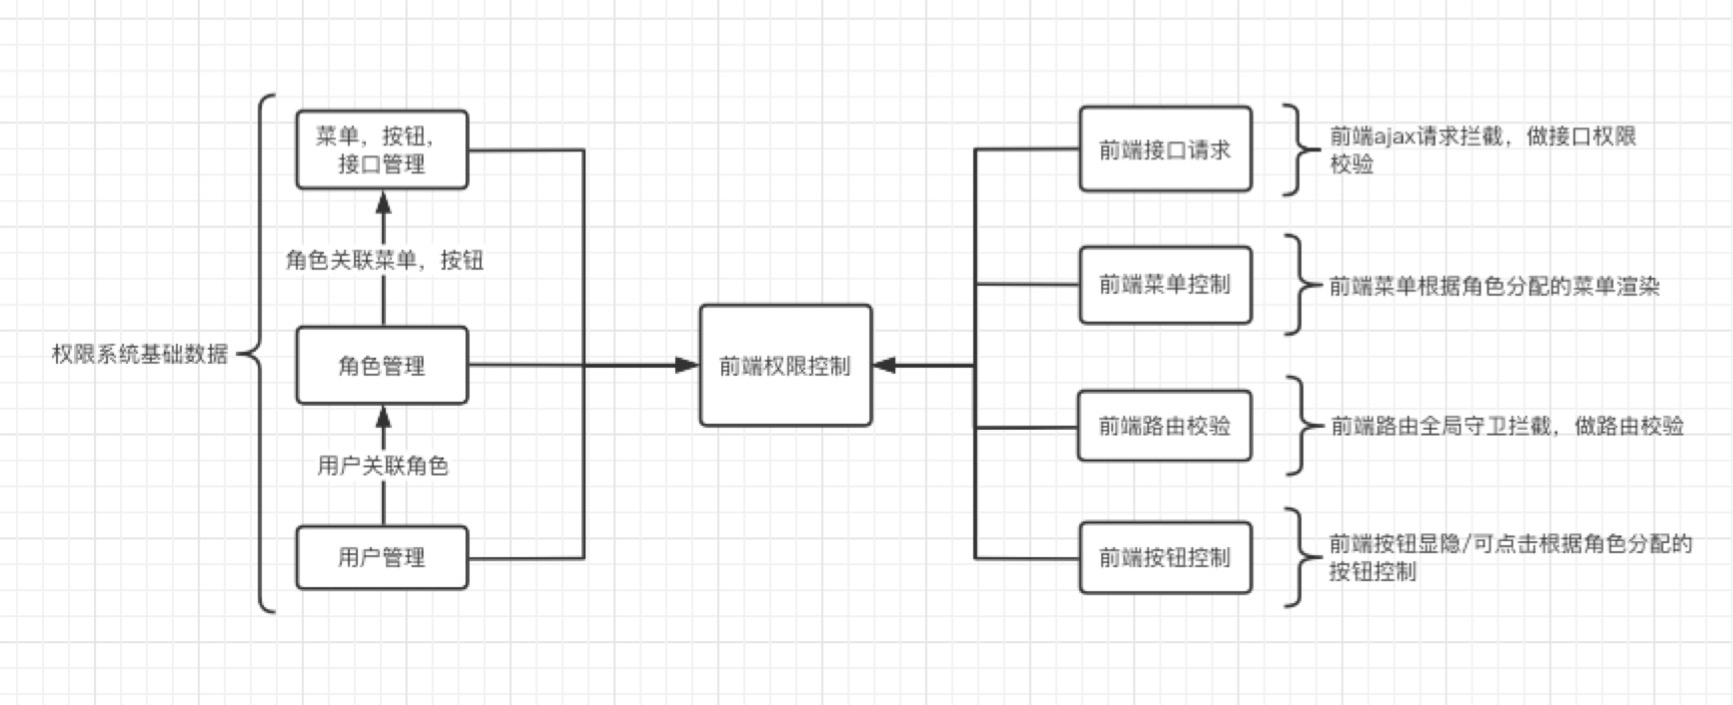 权限系统基础数据
菜单，按钮，
接口管理
角色关联菜单，按钮
角色管理
用户关联角色
用户管理
前端权限控制
前端接口请求
前端ajax请求拦截，做接口权限
校验
前端菜单控制
前端菜单根据角色分配的菜单渲染
前端路由校验
前端路由全局守卫拦截，做路由校验
前端按钮控制
前端按钮显隐/可点击根据角色分配的
按钮控制